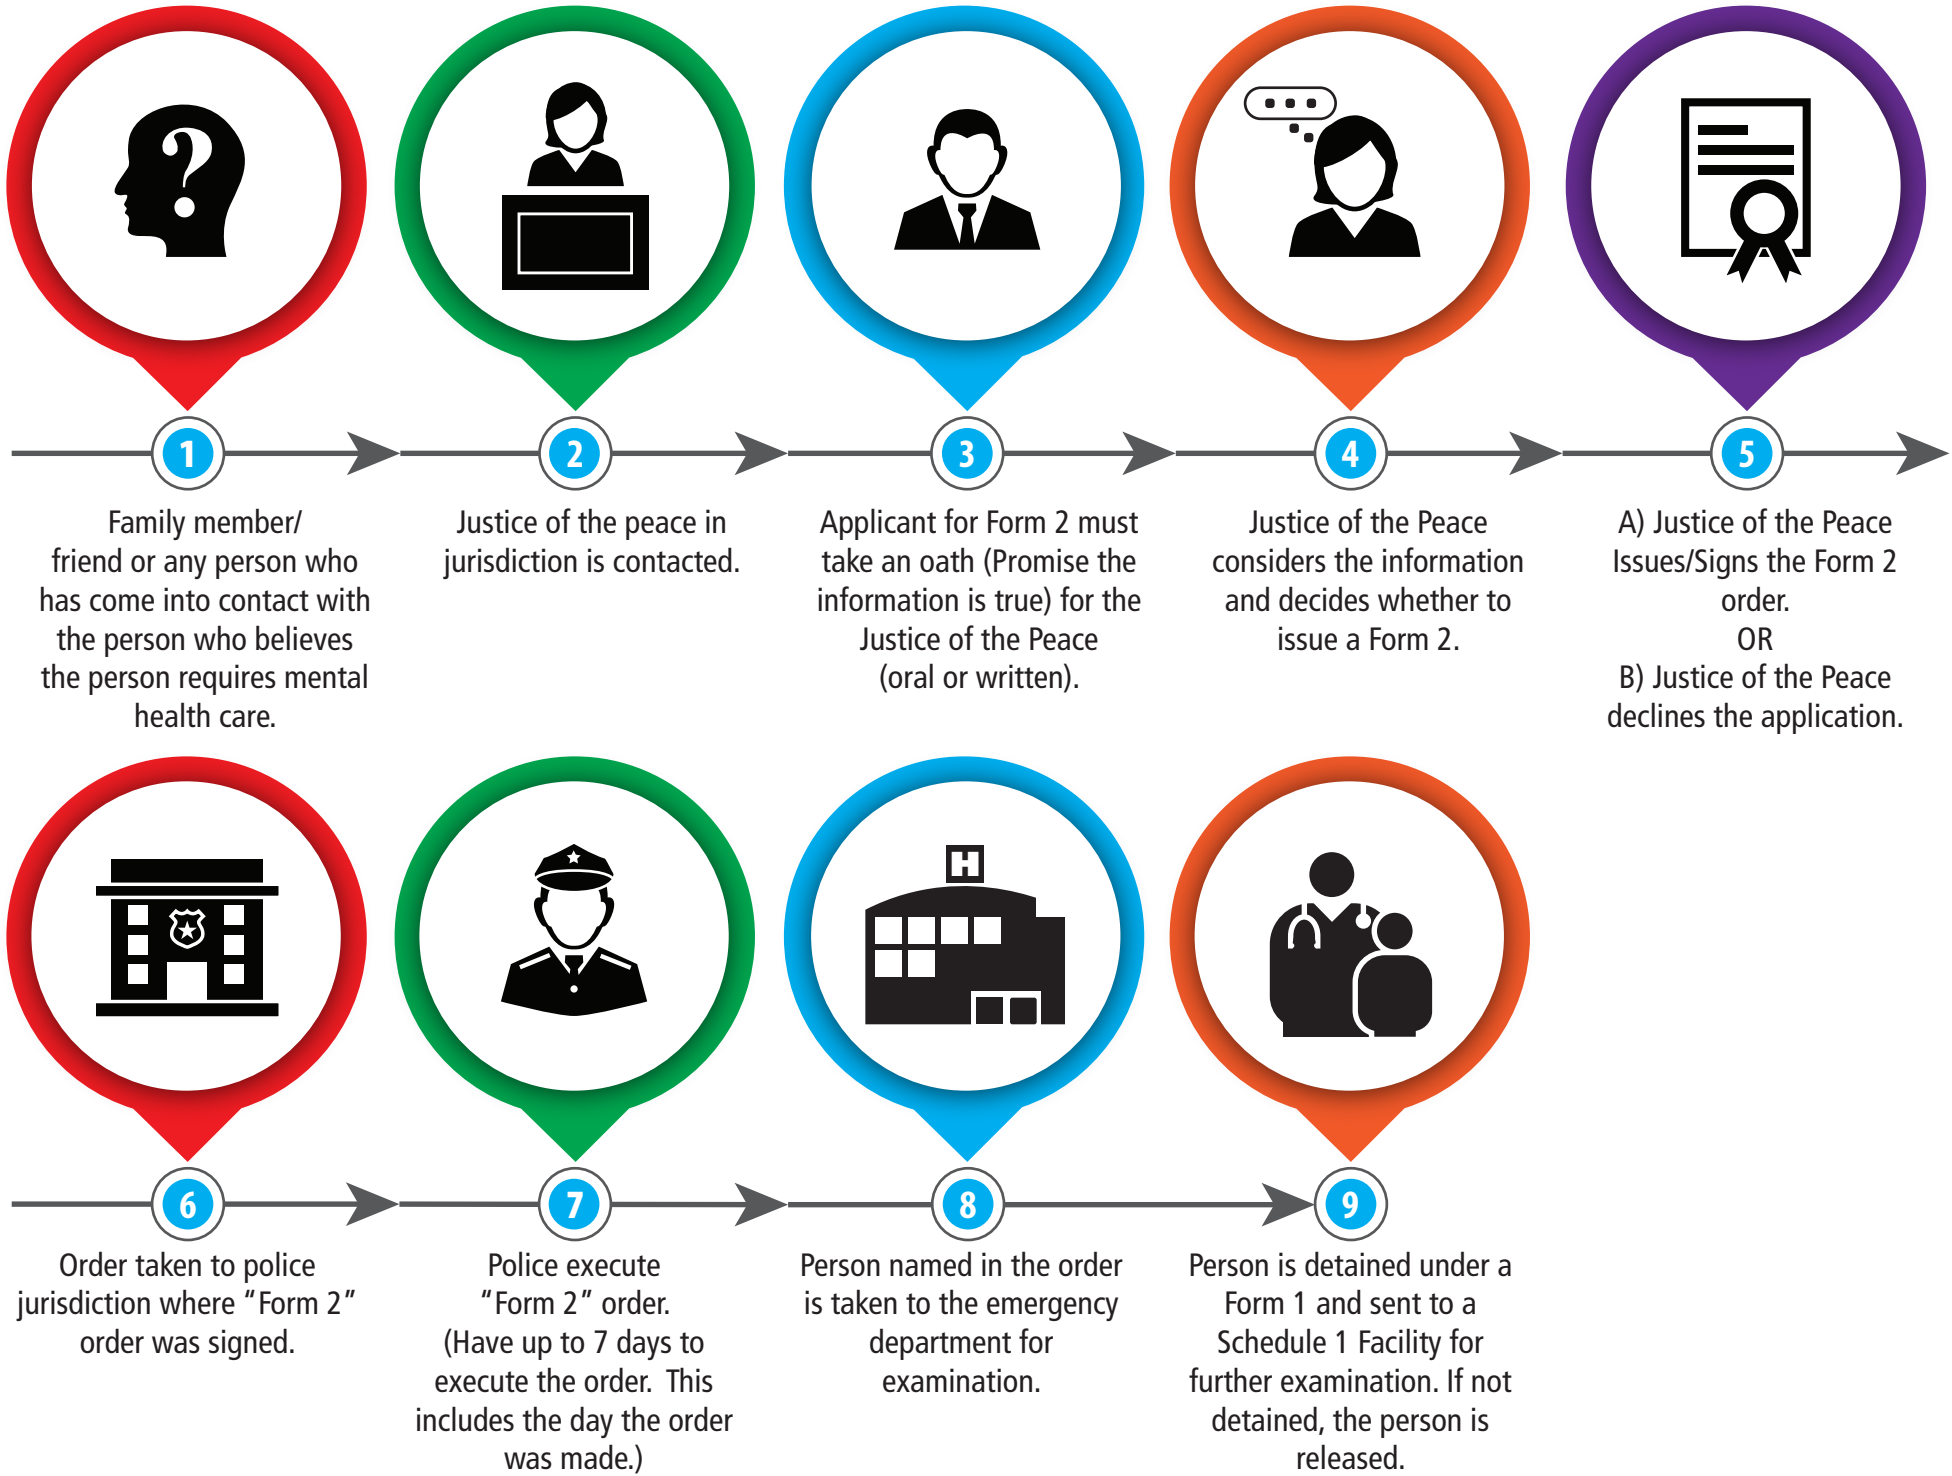 1
Family member/
friend or any person who
has come into contact with
the person who believes
the person requires mental
health care.
2
Justice of the peace in
jurisdiction is contacted.
3
Applicant for Form 2 must
take an oath (Promise the
information is true) for the
Justice of the Peace
(oral or written).
4
Justice of the Peace
considers the information
and decides whether to
issue a Form 2.
5
A) Justice of the Peace
Issues/Signs the Form 2
order.
OR
B) Justice of the Peace
declines the application.
6
Order taken to police
jurisdiction where “Form 2”
order was signed.
7
Police execute
“Form 2” order.
(Have up to 7 days to
execute the order. This
includes the day the order
was made.)
H
8
Person named in the order
is taken to the emergency
department for
examination.
9
Person is detained under a
Form 1 and sent to a
Schedule 1 Facility for
further examination. If not
detained, the person is
released.